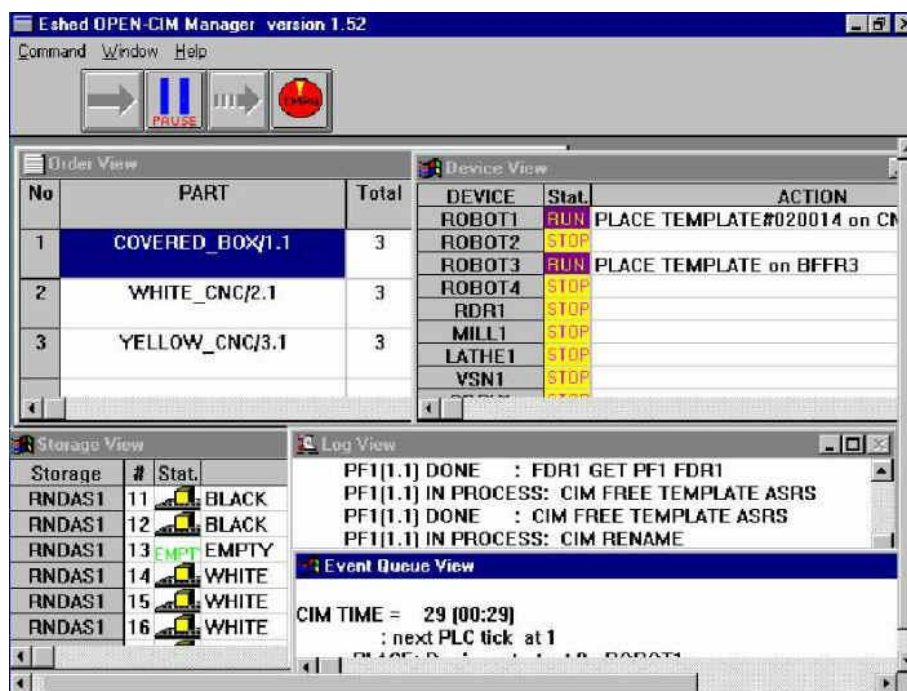 Eshed OPEN-CIM Manager version 1.52
Command Window Help
PAUSE
Order View
No PART Total
1 COVERED_BOX/1.1 3
2 WHITE_CNC/2.1 3
3 YELLOW_CNC/3.1 3
Device View
DEVICE Stat. ACTION
ROBOT1 RUN PLACE TEMPLATE#020014 on CN
ROBOT2 STOP
ROBOT3 RUN PLACE TEMPLATE on BFFR3
ROBOT4 STOP
RDR1 STOP
MILL1 STOP
LATHE1 STOP
VSN1 STOP
Storage View
Storage # Stat.
RNDAS1 11 BLACK
RNDAS1 12 BLACK
RNDAS1 13 EMPT EMPTY
RNDAS1 14 WHITE
RNDAS1 15 WHITE
RNDAS1 16 WHITE
Log View
PF1[1.1] DONE : FDR1 GET PF1 FDR1
PF1[1.1] IN PROCESS: CIM FREE TEMPLATE ASRS
PF1[1.1] DONE : CIM FREE TEMPLATE ASRS
PF1[1.1] IN PROCESS: CIM RENAME
Event Queue View
CIM TIME = 29 [00:29]
: next PLC tick at 1